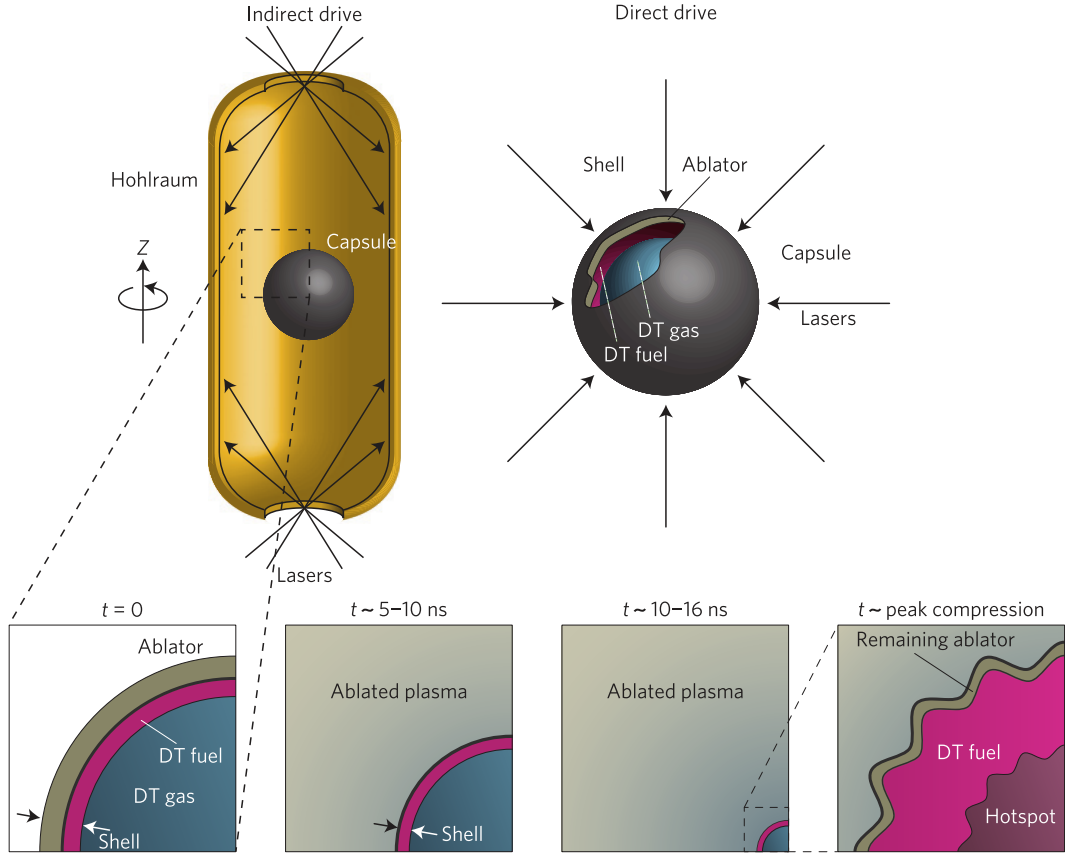 Indirect drive
Direct drive
Hohlraum
Shell
Ablator
Z
Capsule
Capsule
DT gas
Lasers
DT fuel
Lasers
t = 0
t ~ 5–10 ns
t ~ 10–16 ns
t ~ peak compression
Ablator
Remaining ablator
Ablated plasma
Ablated plasma
DT fuel
DT fuel
DT gas
Hotspot
Shell
Shell